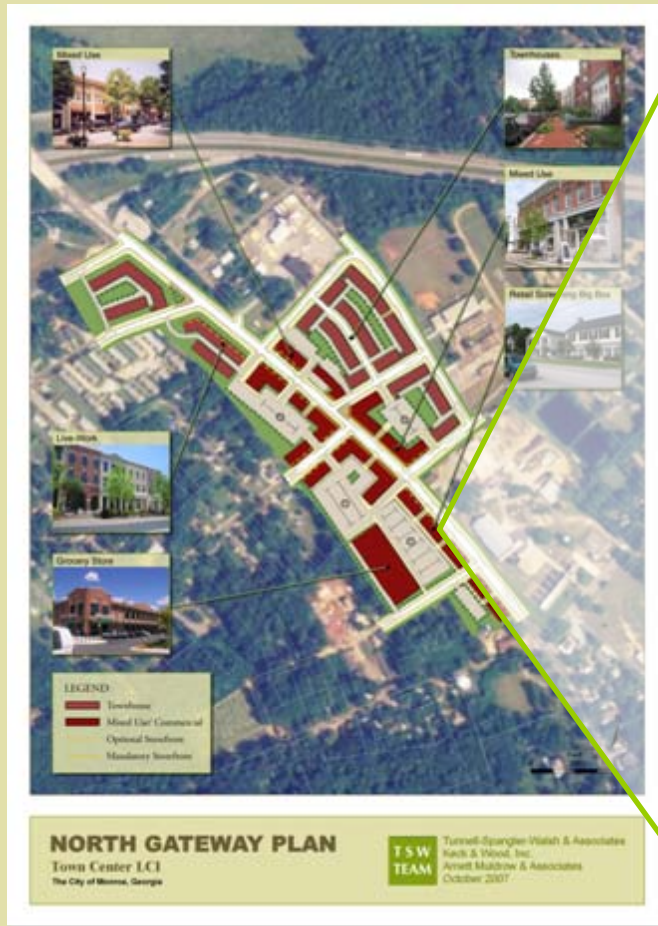 Mixed Use
Townhouses
Mixed Use
Retail Screening Big Box
Live-Work
Grocery Store
LEGEND
Townhouse
Mixed Use/ Commercial
Optional Storefront
Mandatory Storefront
NORTH GATEWAY PLAN
Town Center LCI
The City of Monroe, Georgia
TSW
TEAM
Tunnell-Spangler-Walsh & Associates
Keck & Wood, Inc.
Arnett Muldrow & Associates
October 2007